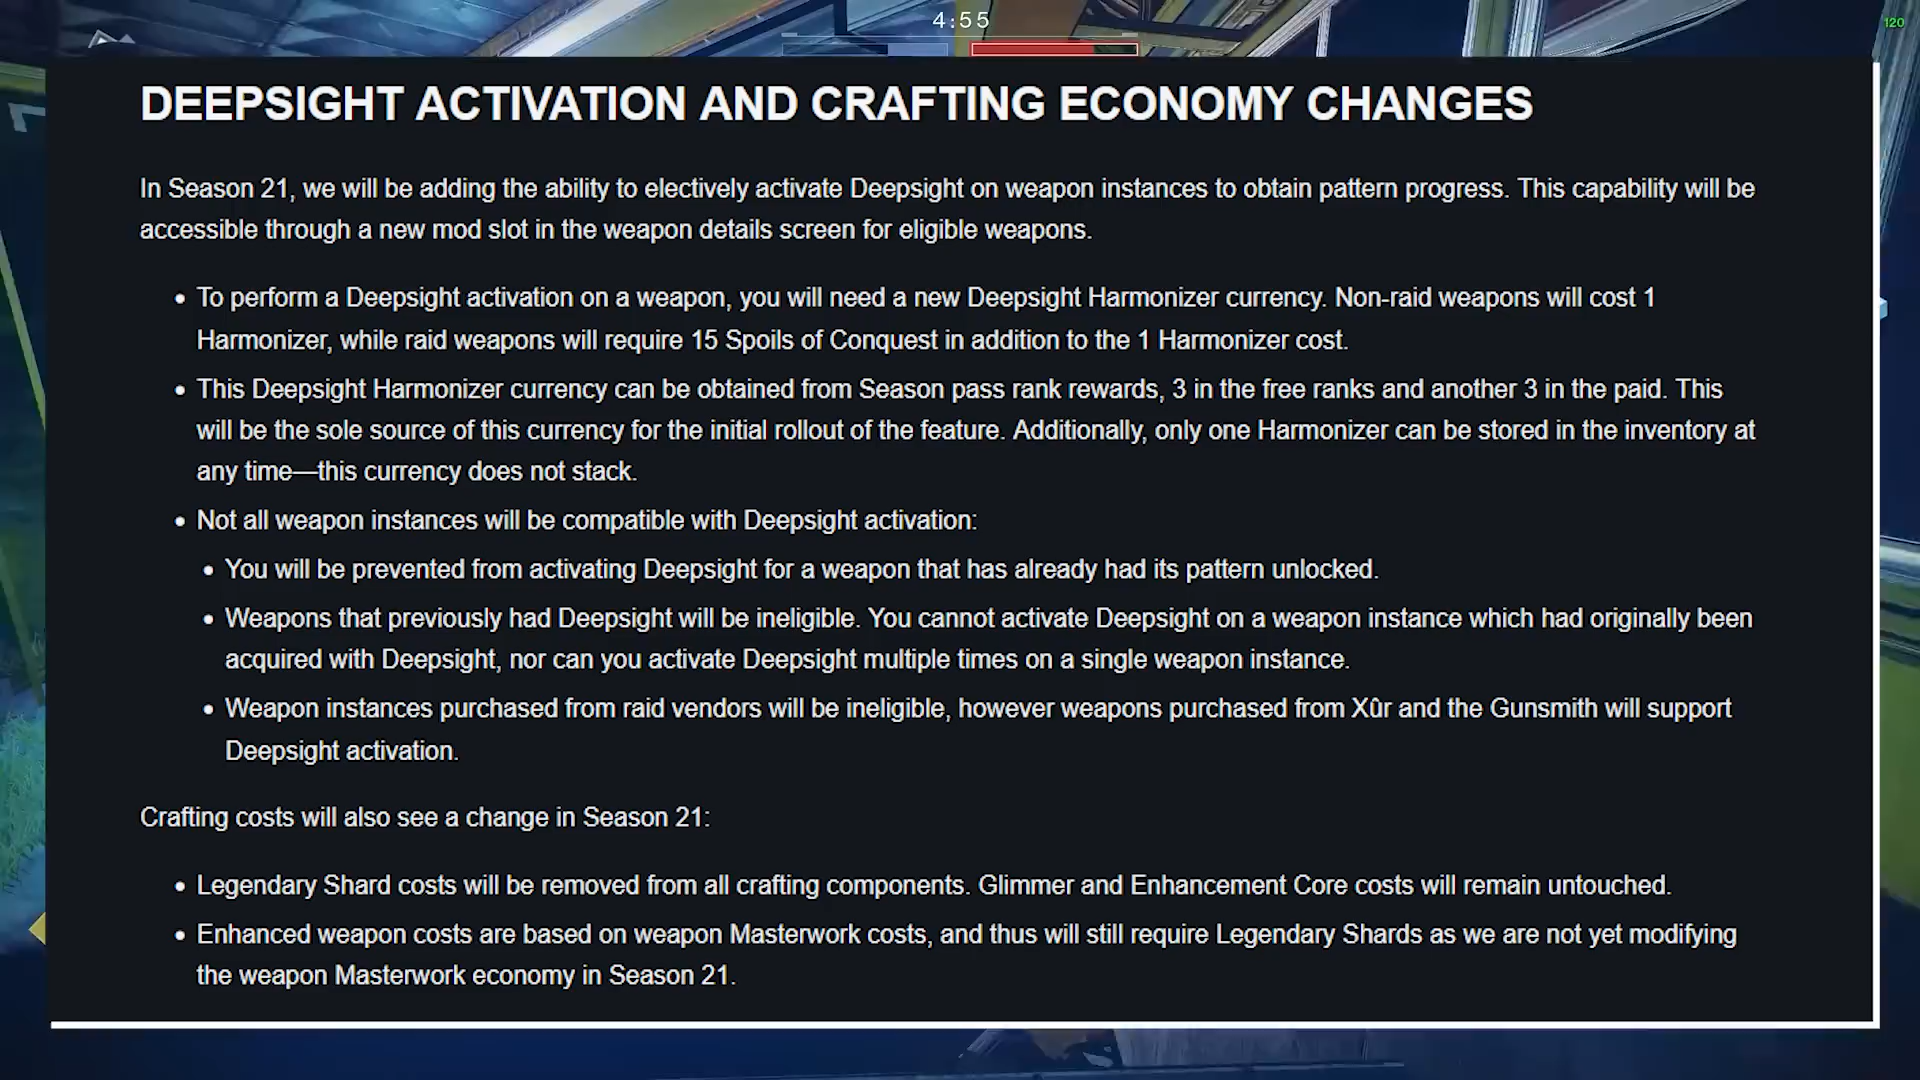 4:55
120
DEEPSIGHT ACTIVATION AND CRAFTING ECONOMY CHANGES
In Season 21, we will be adding the ability to electively activate Deepsight on weapon instances to obtain pattern progress. This capability will be
accessible through a new mod slot in the weapon details screen for eligible weapons.
• To perform a Deepsight activation on a weapon, you will need a new Deepsight Harmonizer currency. Non-raid weapons will cost 1
Harmonizer, while raid weapons will require 15 Spoils of Conquest in addition to the 1 Harmonizer cost.
• This Deepsight Harmonizer currency can be obtained from Season pass rank rewards, 3 in the free ranks and another 3 in the paid. This
will be the sole source of this currency for the initial rollout of the feature. Additionally, only one Harmonizer can be stored in the inventory at
any time—this currency does not stack.
• Not all weapon instances will be compatible with Deepsight activation:
• You will be prevented from activating Deepsight for a weapon that has already had its pattern unlocked.
• Weapons that previously had Deepsight will be ineligible. You cannot activate Deepsight on a weapon instance which had originally been
acquired with Deepsight, nor can you activate Deepsight multiple times on a single weapon instance.
• Weapon instances purchased from raid vendors will be ineligible, however weapons purchased from Xûr and the Gunsmith will support
Deepsight activation.
Crafting costs will also see a change in Season 21:
• Legendary Shard costs will be removed from all crafting components. Glimmer and Enhancement Core costs will remain untouched.
• Enhanced weapon costs are based on weapon Masterwork costs, and thus will still require Legendary Shards as we are not yet modifying
the weapon Masterwork economy in Season 21.